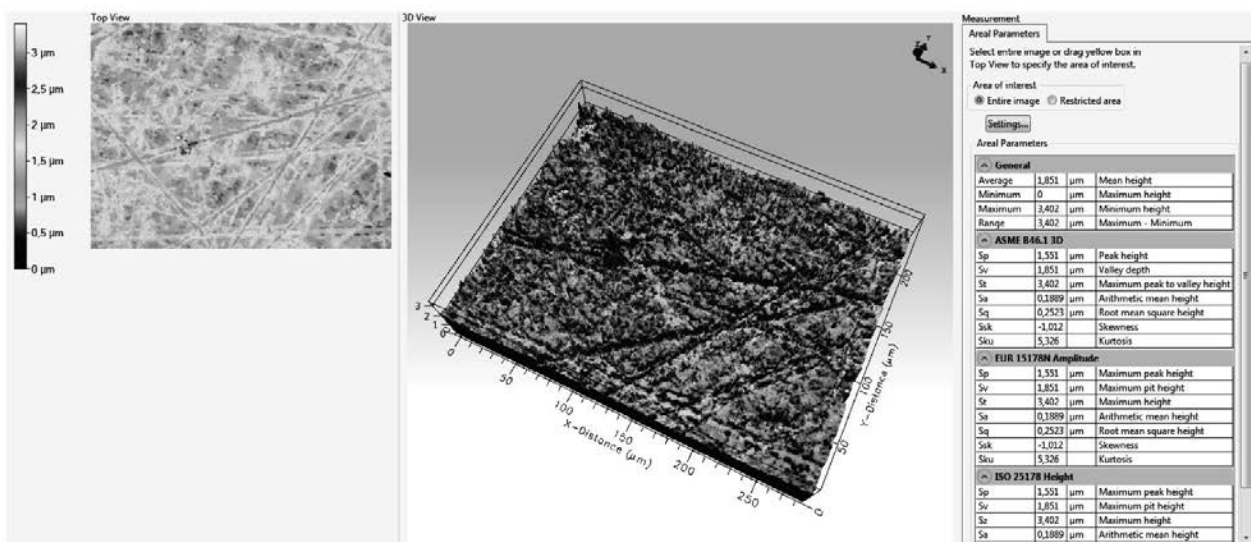 Top View
3 µm
2,5 µm
2 µm
1,5 µm
1 µm
0,5 µm
0 µm
3D View
Z
Y
X
3
2
1
0
50
100
150
200
250
X-Distance (µm)
0
50
100
150
200
Y-Distance (µm)
Measurement
Areal Parameters
Select entire image or drag yellow box in
Top View to specify the area of interest.
Area of interest
Entire image Restricted area
Settings...
Areal Parameters
General
Average 1,851 µm Mean height
Minimum 0 µm Maximum height
Maximum 3,402 µm Minimum height
Range 3,402 µm Maximum - Minimum
ASME B46.1 3D
Sp 1,551 µm Peak height
Sv 1,851 µm Valley depth
St 3,402 µm Maximum peak to valley height
Sa 0,1889 µm Arithmetic mean height
Sq 0,2523 µm Root mean square height
Ssk -1,012 Skewness
Sku 5,326 Kurtosis
EUR 15178N Amplitude
Sp 1,551 µm Maximum peak height
Sv 1,851 µm Maximum pit height
St 3,402 µm Maximum height
Sa 0,1889 µm Arithmetic mean height
Sq 0,2523 µm Root mean square height
Ssk -1,012 Skewness
Sku 5,326 Kurtosis
ISO 25178 Height
Sp 1,551 µm Maximum peak height
Sv 1,851 µm Maximum pit height
Sz 3,402 µm Maximum height
Sa 0,1889 µm Arithmetic mean height